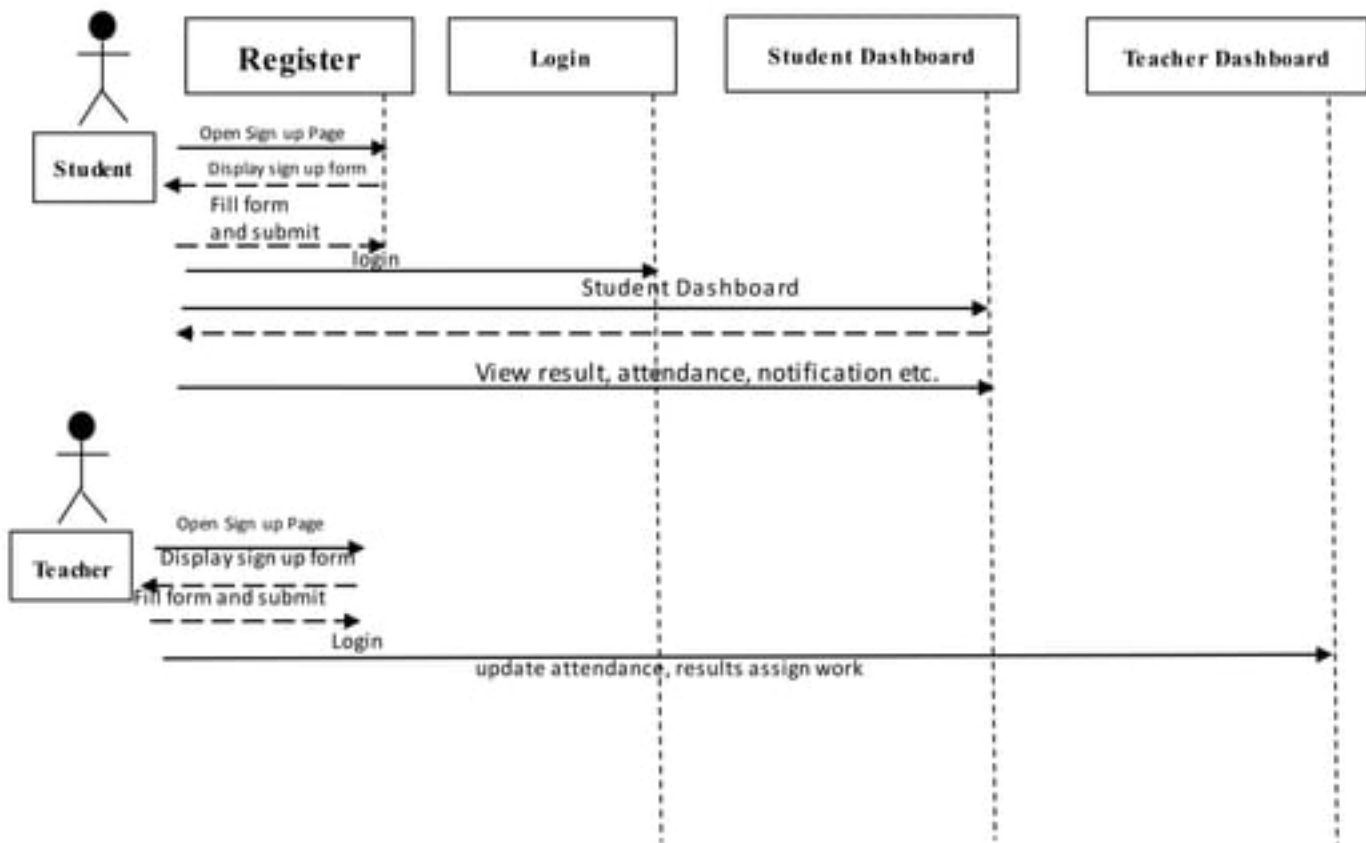 Register
Login
Student Dashboard
Teacher Dashboard
Open Sign up Page
Student
Display sign up form
Fill form
and submit
login
Student Dashboard
View result, attendance, notification etc.
Open Sign up Page
Display sign up form
Teacher
Fill form and submit
Login
update attendance, results assign work